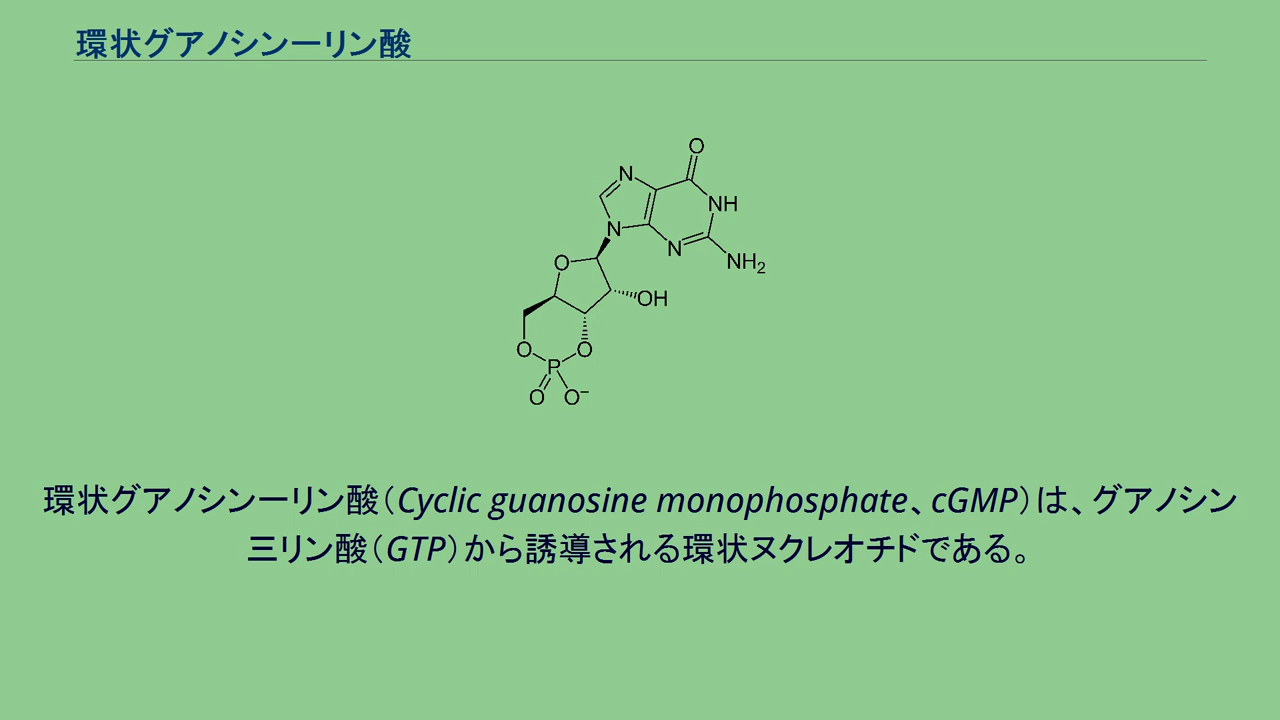 環状グアノシン一リン酸
O
N
NH
N
N
NH2
O
OH
O
O
P
O
O−
環状グアノシン一リン酸（Cyclic guanosine monophosphate、cGMP）は、グアノシン
三リン酸（GTP）から誘導される環状ヌクレオチドである。